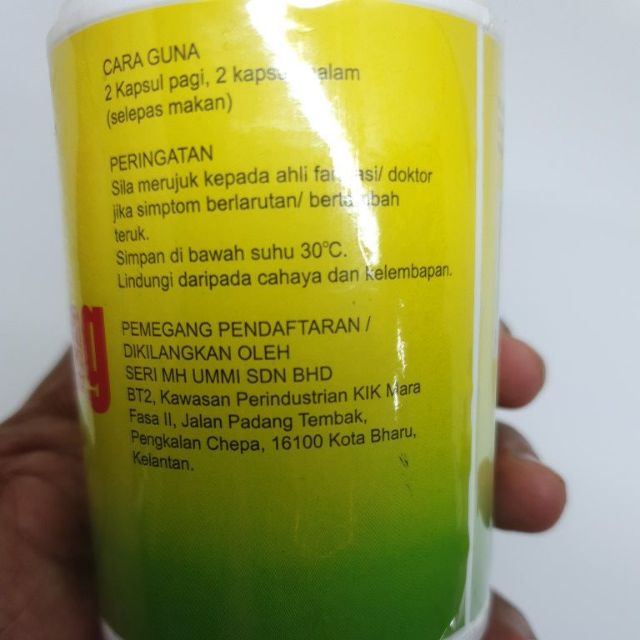 CARA GUNA
2 Kapsul pagi, 2 kapsul malam
(selepas makan)
PERINGATAN
Sila merujuk kepada ahli farmasi/ doktor
jika simptom berlarutan/ bertambah
teruk.
Simpan di bawah suhu 30°C.
Lindungi daripada cahaya dan kelembapan.
PEMEGANG PENDAFTARAN /
DIKILANGKAN OLEH
SERI MH UMMI SDN BHD
BT2, Kawasan Perindustrian KIK Mara
Fasa II, Jalan Padang Tembak,
Pengkalan Chepa, 16100 Kota Bharu,
Kelantan.